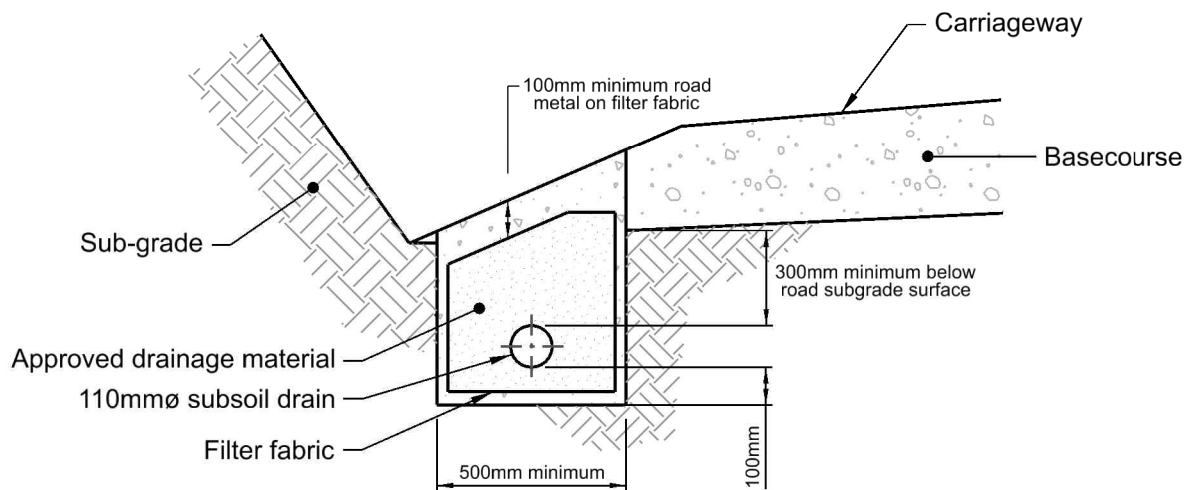 Carriageway
100mm minimum road
metal on filter fabric
Basecourse
Sub-grade
300mm minimum below
road subgrade surface
Approved drainage material
110mmø subsoil drain
Filter fabric
500mm minimum
100mm